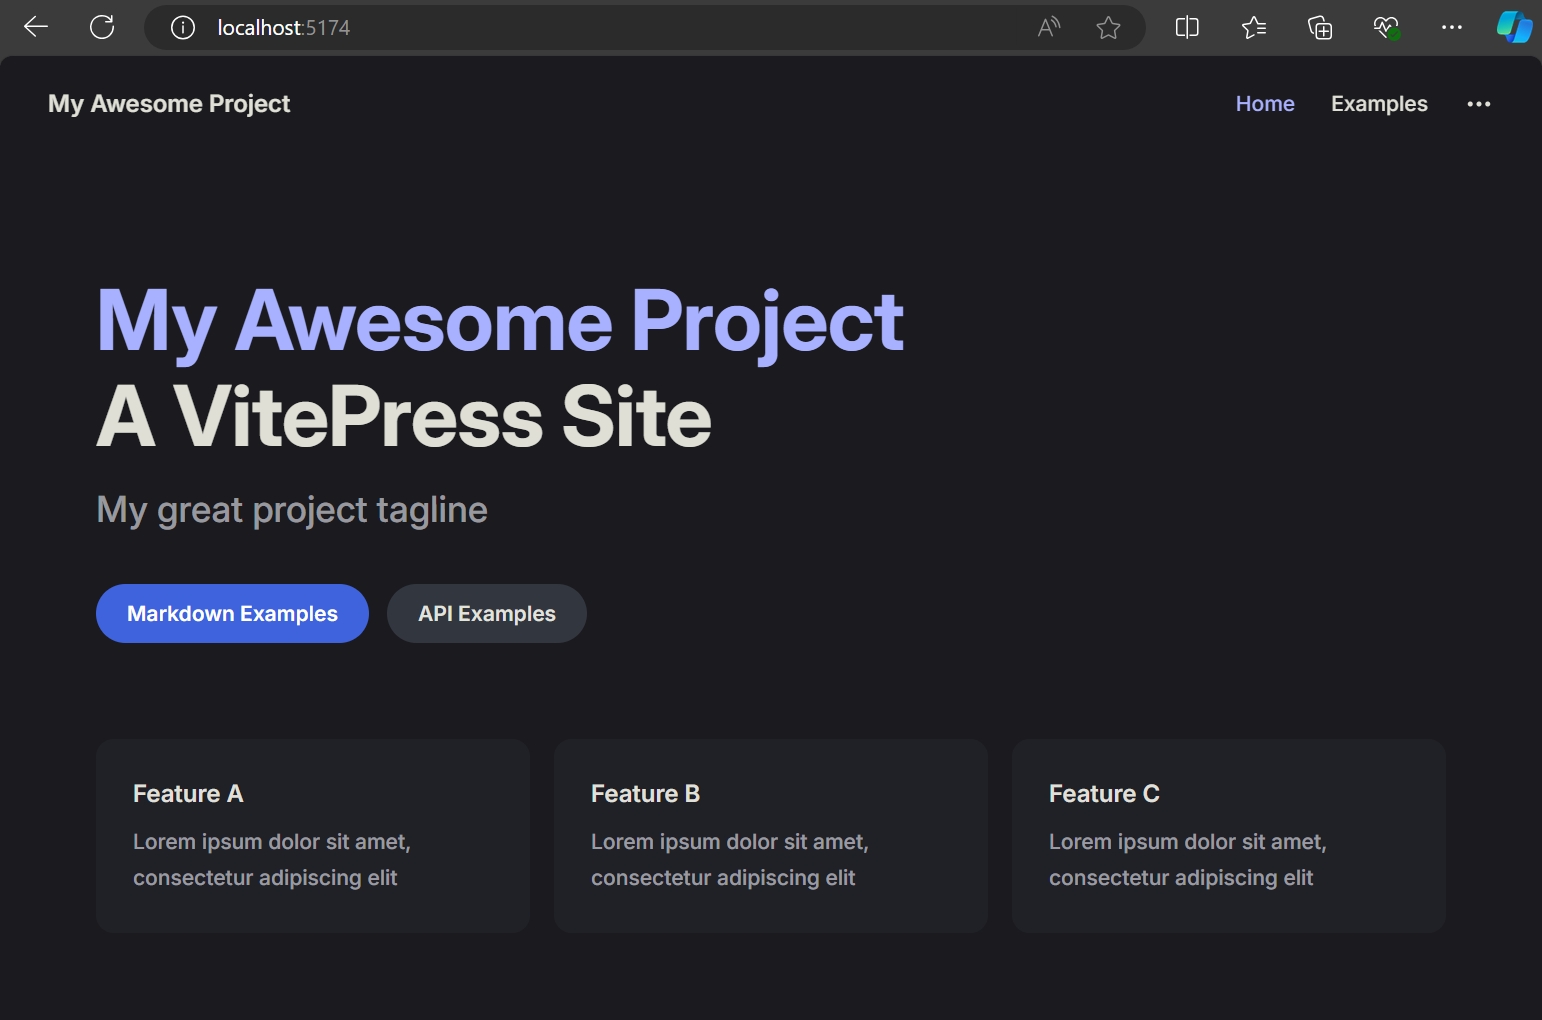 localhost:5174
My Awesome Project
Home Examples
My Awesome Project
A VitePress Site
My great project tagline
Markdown Examples API Examples
Feature A
Lorem ipsum dolor sit amet,
consectetur adipiscing elit
Feature B
Lorem ipsum dolor sit amet,
consectetur adipiscing elit
Feature C
Lorem ipsum dolor sit amet,
consectetur adipiscing elit